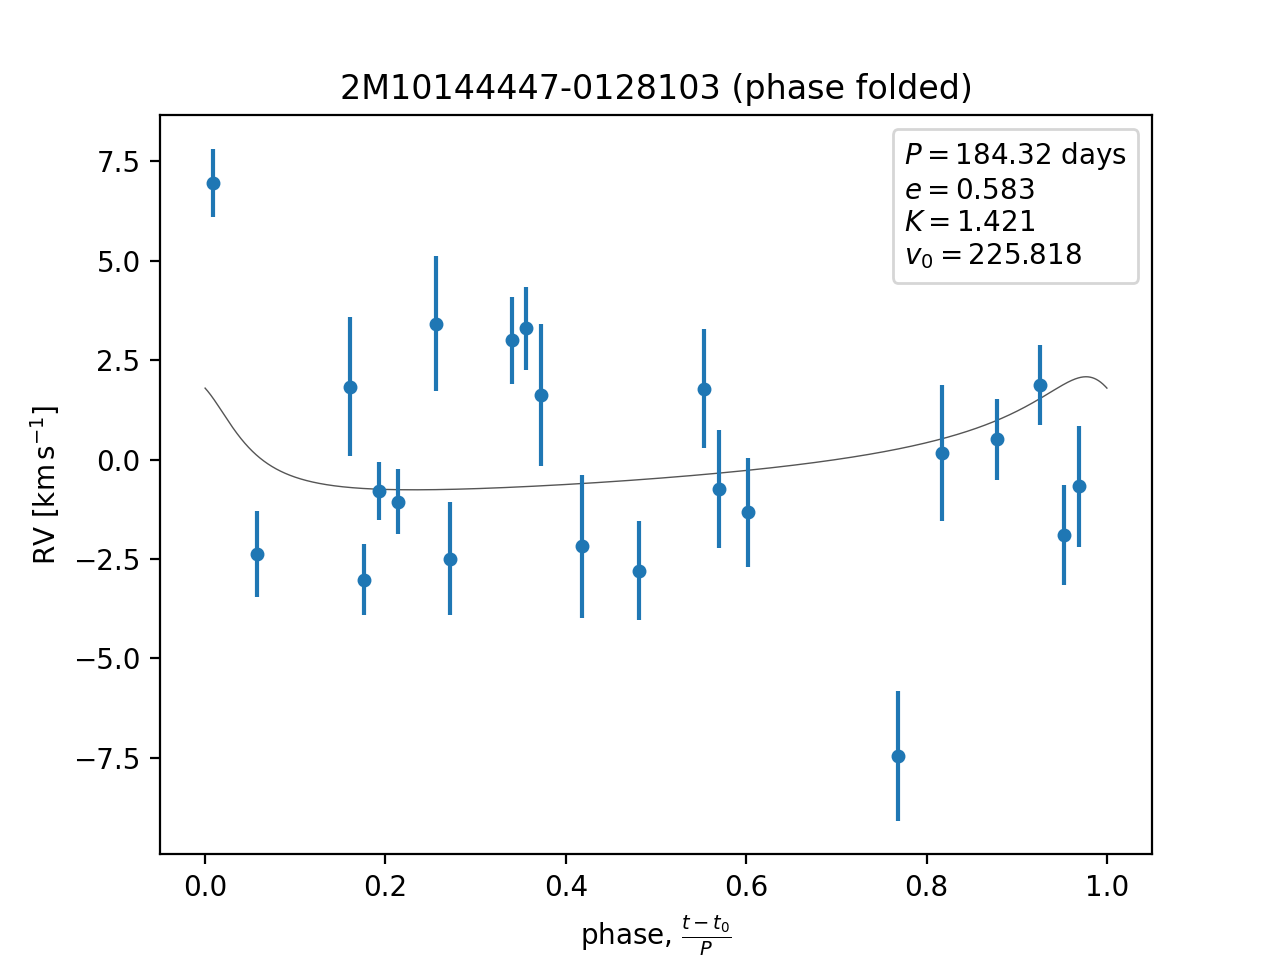 2M10144447-0128103 (phase folded)
P = 184.32 days
e = 0.583
K = 1.421
v₀ = 225.818
RV [km s⁻¹]
7.5
5.0
2.5
0.0
−2.5
−5.0
−7.5
0.0 0.2 0.4 0.6 0.8 1.0
phase, (t − t₀)/P